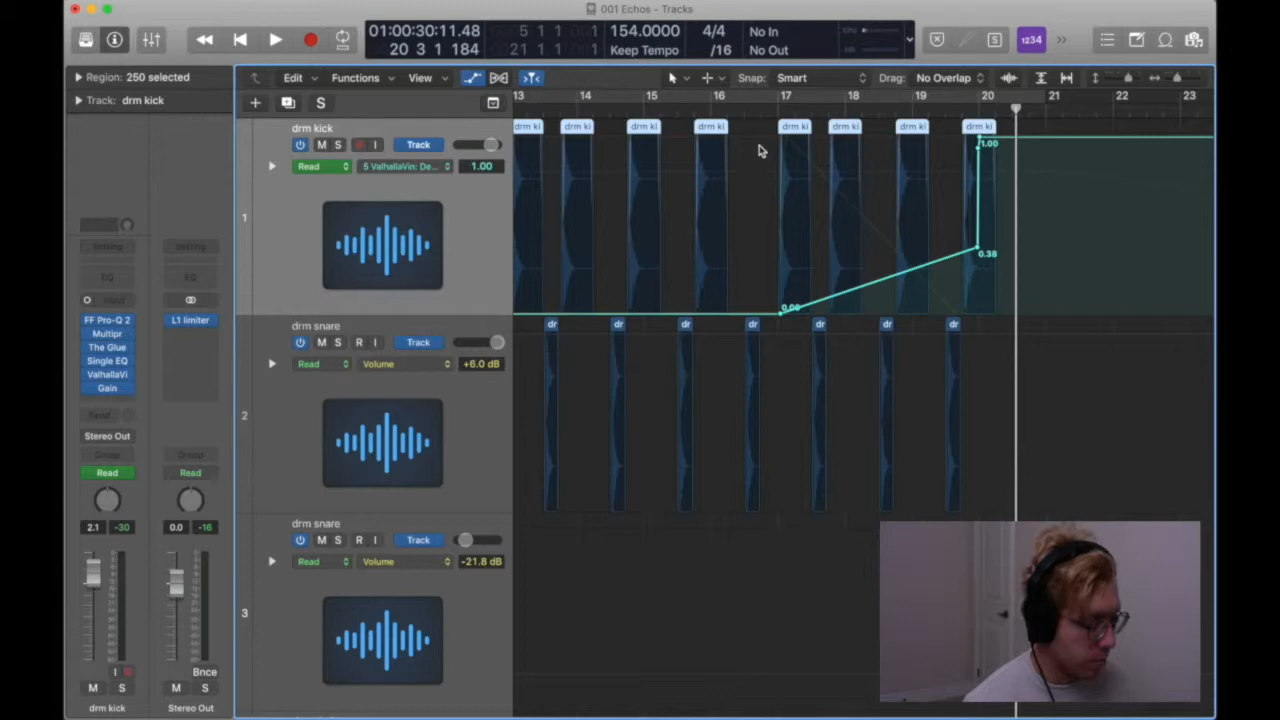 001 Echos - Tracks
01:00:30:11.48
20 3 1 184
5 1 1 001
21 1 1 001
154.0000
Keep Tempo
4/4
/16
No In
No Out
CPU
HD
1234
Region: 250 selected
Track: drm kick
Edit
Functions
View
Snap: Smart
Drag: No Overlap
S
13 14 15 16 17 18 19 20 21 22 23
drm kick
M S I Track
Read 5 ValhallaVin: De... 1.00
1
drm ki drm ki drm ki drm ki drm ki drm ki drm ki drm ki
1.00
0.38
0.00
drm snare
M S R I Track
Read Volume +6.0 dB
2
dr dr dr dr dr dr dr
drm snare
M S R I Track
Read Volume -21.8 dB
3
Setting Setting
EQ EQ
Input
FF Pro-Q 2 L1 limiter
Multipr
The Glue
Single EQ
ValhallaVi
Gain
Send
Stereo Out
Group Group
Read Read
2.1 -30 0.0 -16
I R Bnce
M S M S
drm kick Stereo Out